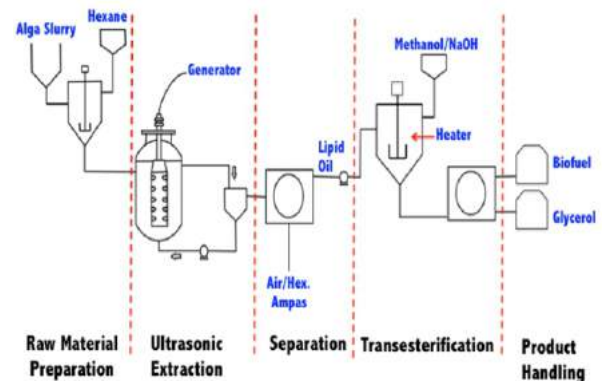 Hexane
Alga Slurry
Generator
Methanol/NaOH
Heater
Lipid
Oil
Biofuel
Glycerol
Air/Hex.
Ampas
Raw Material
Preparation
Ultrasonic
Extraction
Separation
Transesterification
Product
Handling